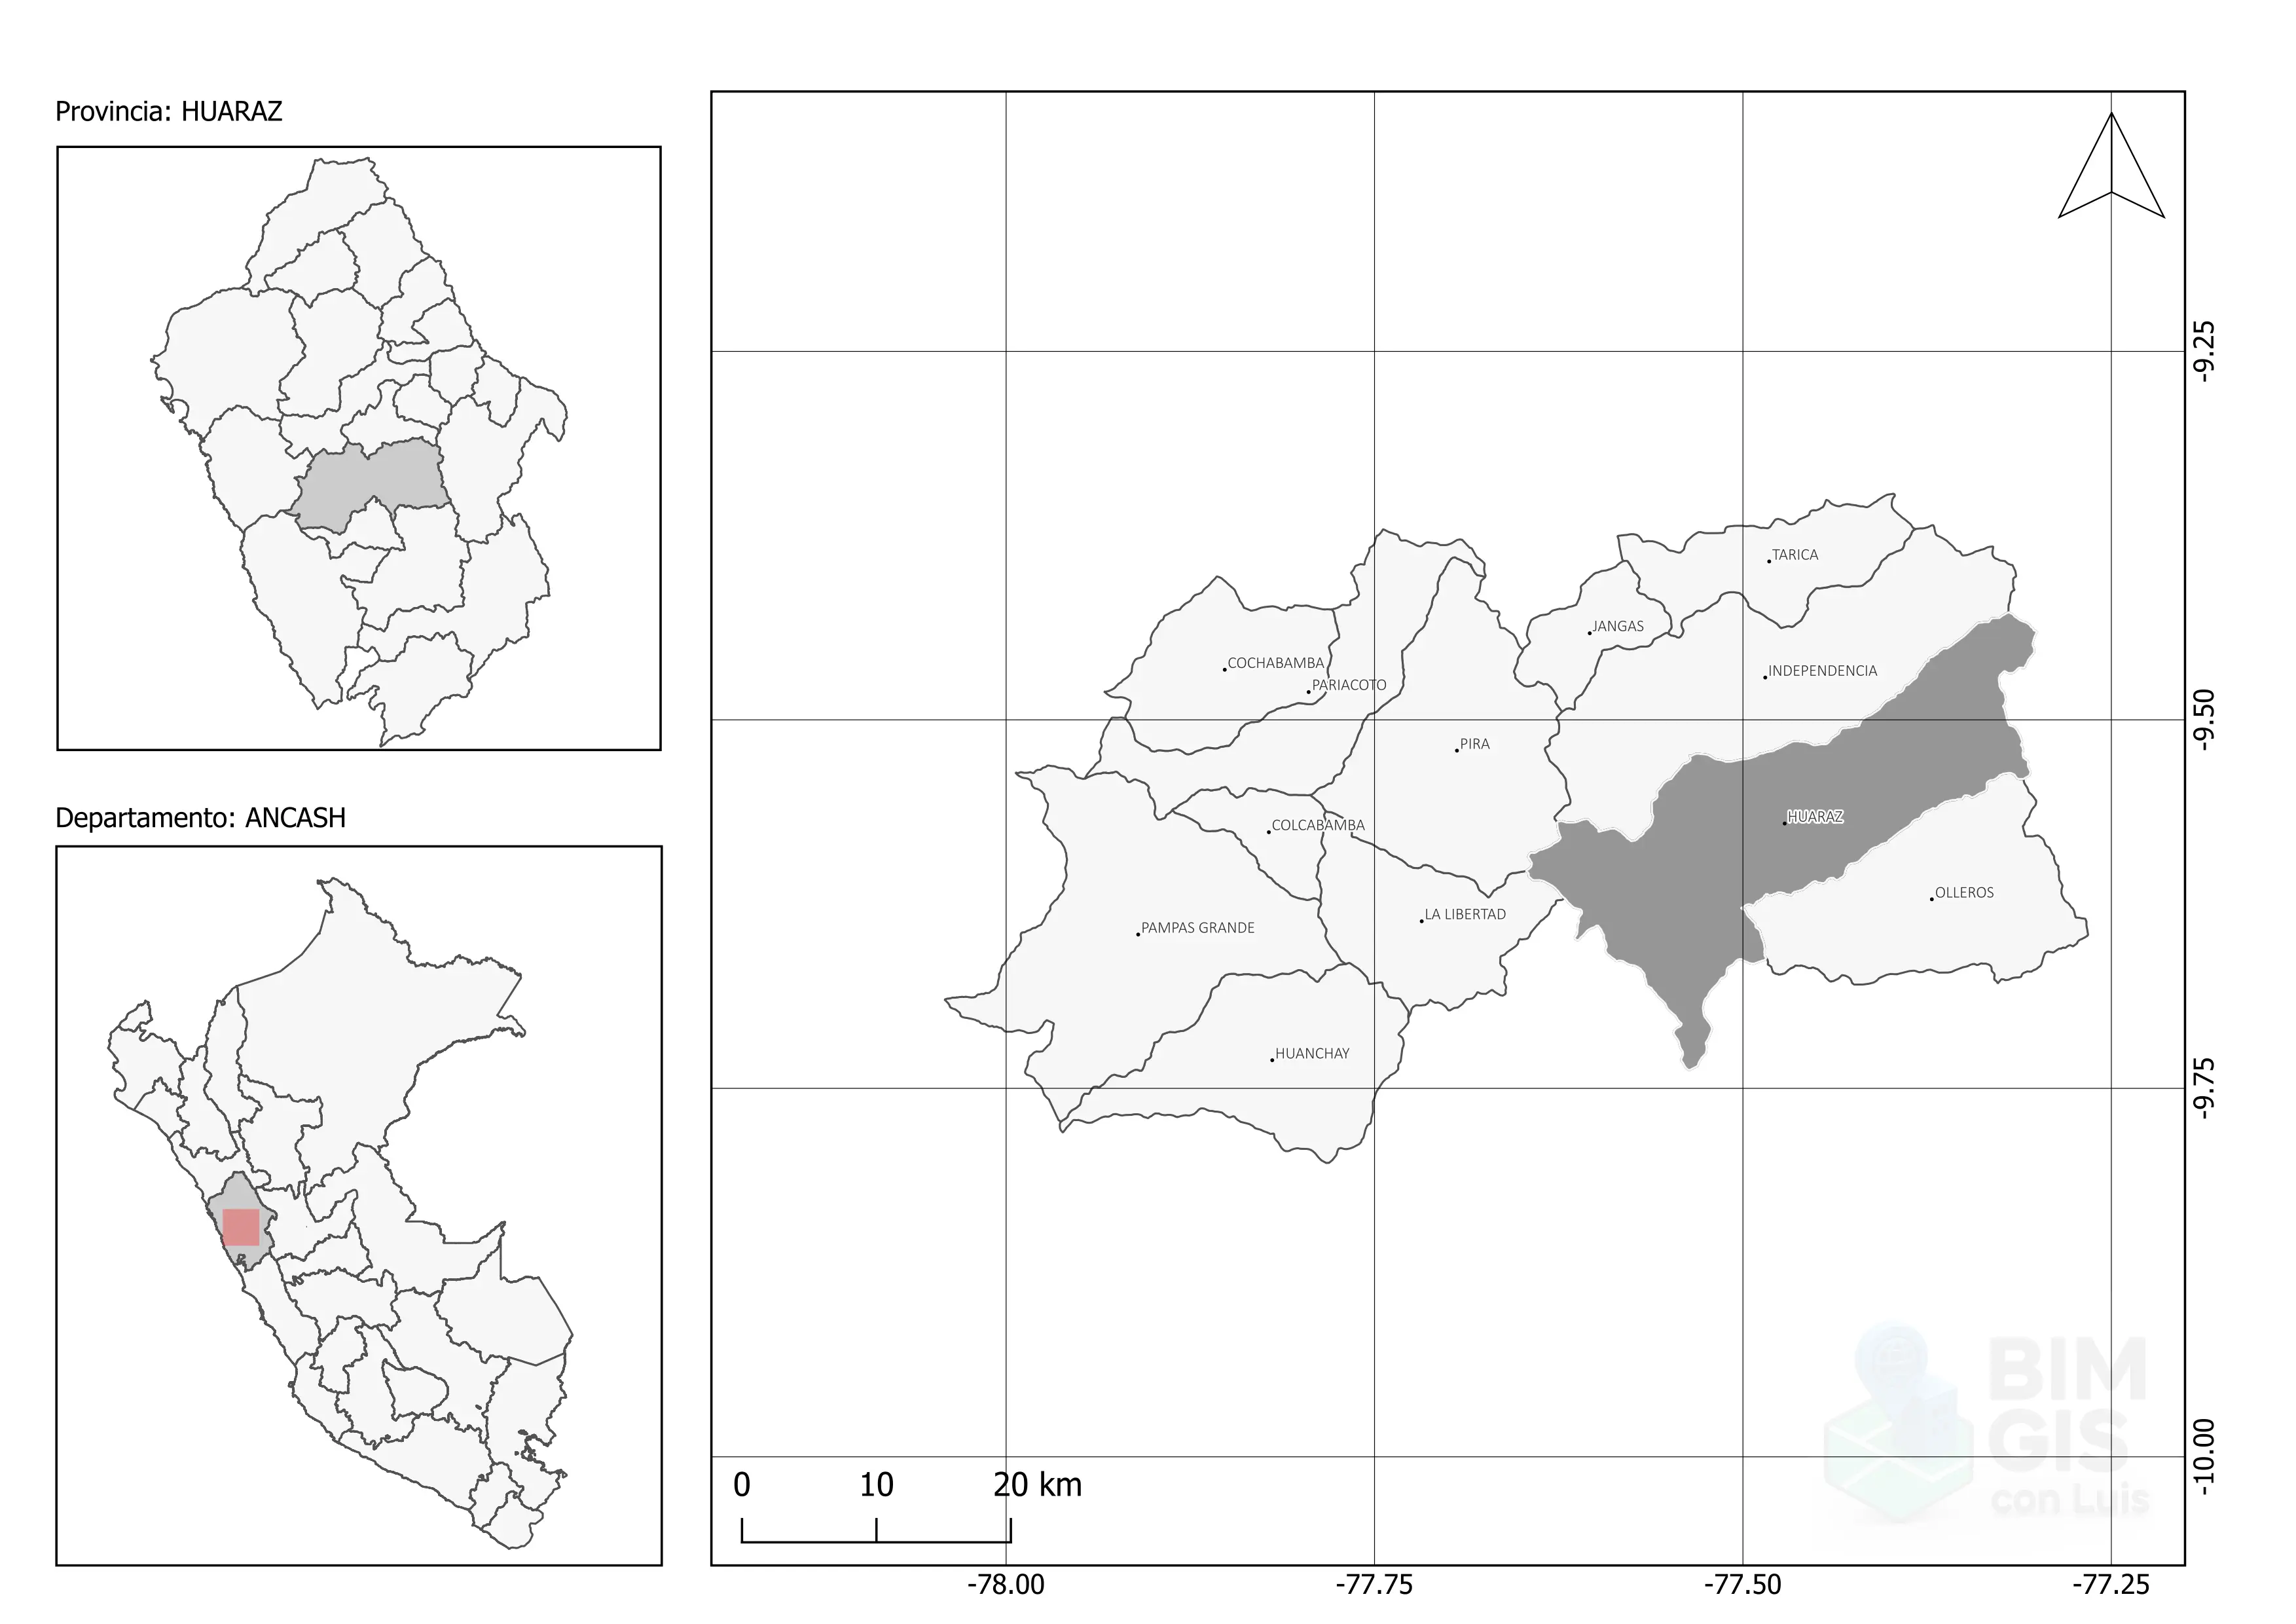 Provincia: HUARAZ
Departamento: ANCASH
TARICA
JANGAS
COCHABAMBA
INDEPENDENCIA
PARIACOTO
PIRA
HUARAZ
COLCABAMBA
OLLEROS
LA LIBERTAD
PAMPAS GRANDE
HUANCHAY
-9.25
-9.50
-9.75
-10.00
0 10 20 km
-78.00 -77.75 -77.50 -77.25
BIM
GIS
con Luis